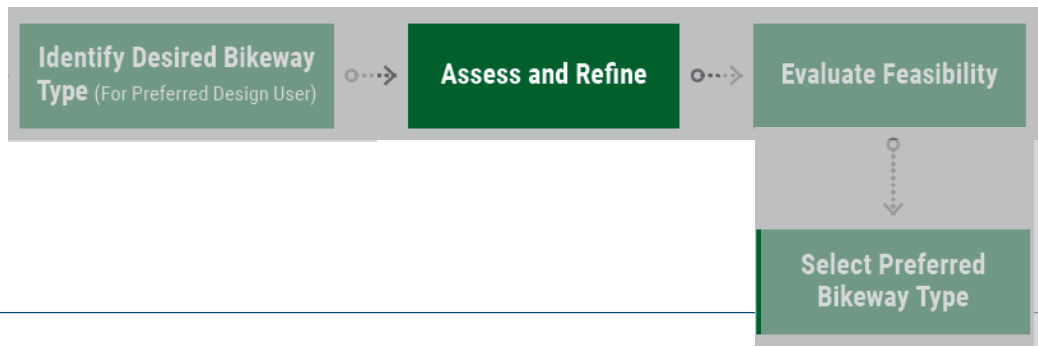 Identify Desired Bikeway
Type (For Preferred Design User)
Assess and Refine
Evaluate Feasibility
Select Preferred
Bikeway Type